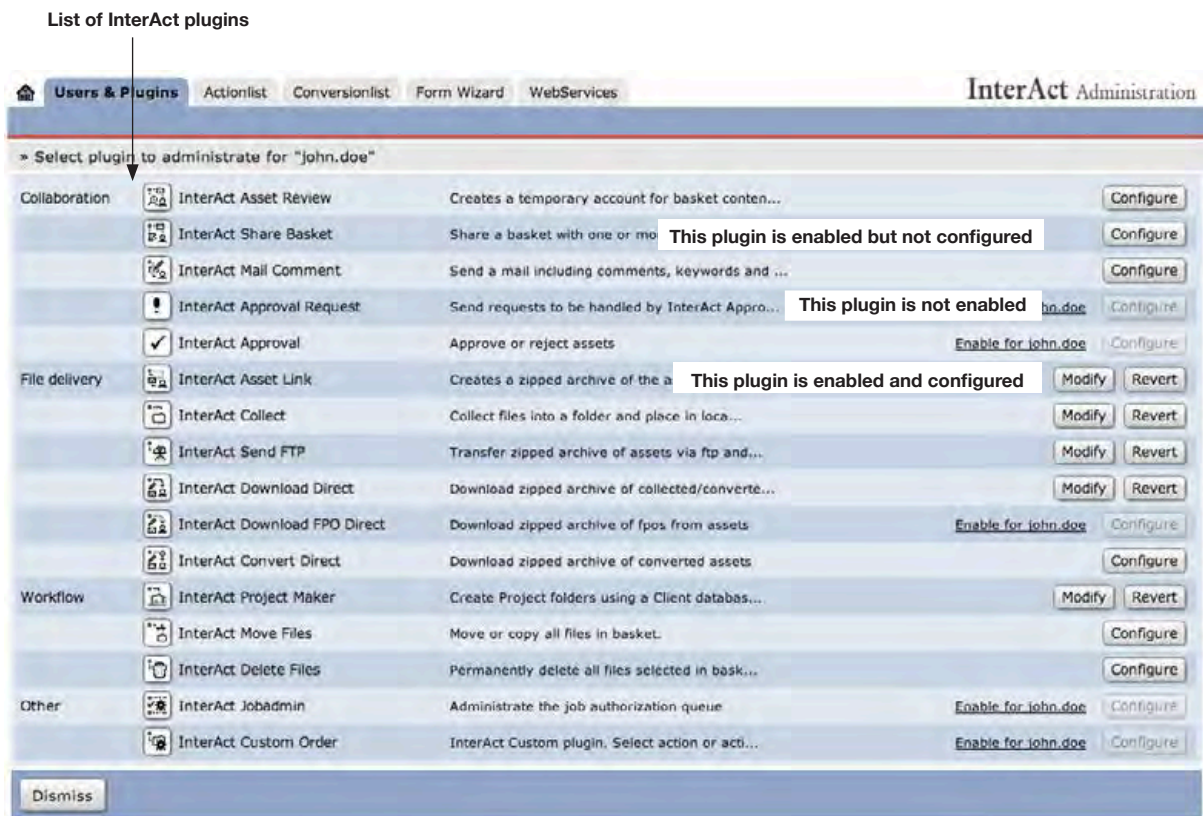 List of InterAct plugins
Users & Plugins Actionlist Conversionlist Form Wizard WebServices InterAct Administration
» Select plugin to administrate for "john.doe"
Collaboration InterAct Asset Review Creates a temporary account for basket conten... Configure
InterAct Share Basket Share a basket with one or mo This plugin is enabled but not configured Configure
InterAct Mail Comment Send a mail including comments, keywords and ... Configure
InterAct Approval Request Send requests to be handled by InterAct Appro... This plugin is not enabled hn.doe Configure
InterAct Approval Approve or reject assets Enable for john.doe Configure
File delivery InterAct Asset Link Creates a zipped archive of the a This plugin is enabled and configured Modify Revert
InterAct Collect Collect files into a folder and place in loca... Modify Revert
InterAct Send FTP Transfer zipped archive of assets via ftp and... Modify Revert
InterAct Download Direct Download zipped archive of collected/converte... Modify Revert
InterAct Download FPO Direct Download zipped archive of fpos from assets Enable for john.doe Configure
InterAct Convert Direct Download zipped archive of converted assets Configure
Workflow InterAct Project Maker Create Project folders using a Client databas... Modify Revert
InterAct Move Files Move or copy all files in basket. Configure
InterAct Delete Files Permanently delete all files selected in bask... Configure
Other InterAct Jobadmin Administrate the job authorization queue Enable for john.doe Configure
InterAct Custom Order InterAct Custom plugin. Select action or acti... Enable for john.doe Configure
Dismiss